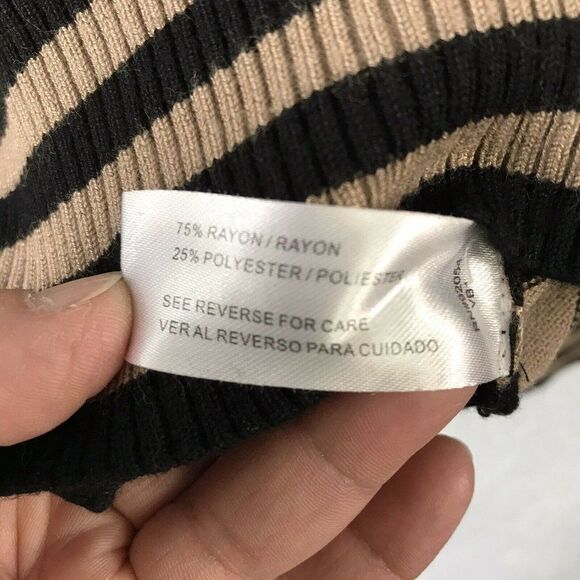 75% RAYON / RAYON
25% POLYESTER / POLIESTER
SEE REVERSE FOR CARE
VER AL REVERSO PARA CUIDADO